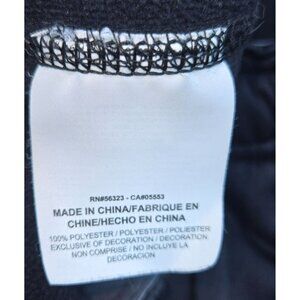 RN#56323 - CA#05553
MADE IN CHINA/FABRIQUE EN
CHINE/HECHO EN CHINA
100% POLYESTER / POLYESTER / POLIÉSTER
EXCLUSIVE OF DECORATION / DECORATION
NON COMPRISE / NO INCLUYE LA
DECORACION